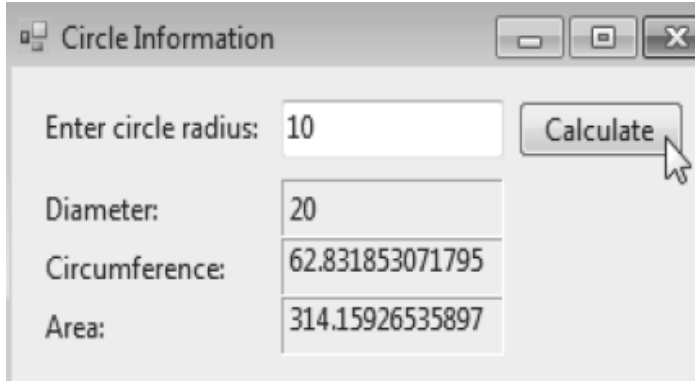 Circle Information
Enter circle radius: 10 Calculate
Diameter: 20
Circumference: 62.831853071795
Area: 314.15926535897